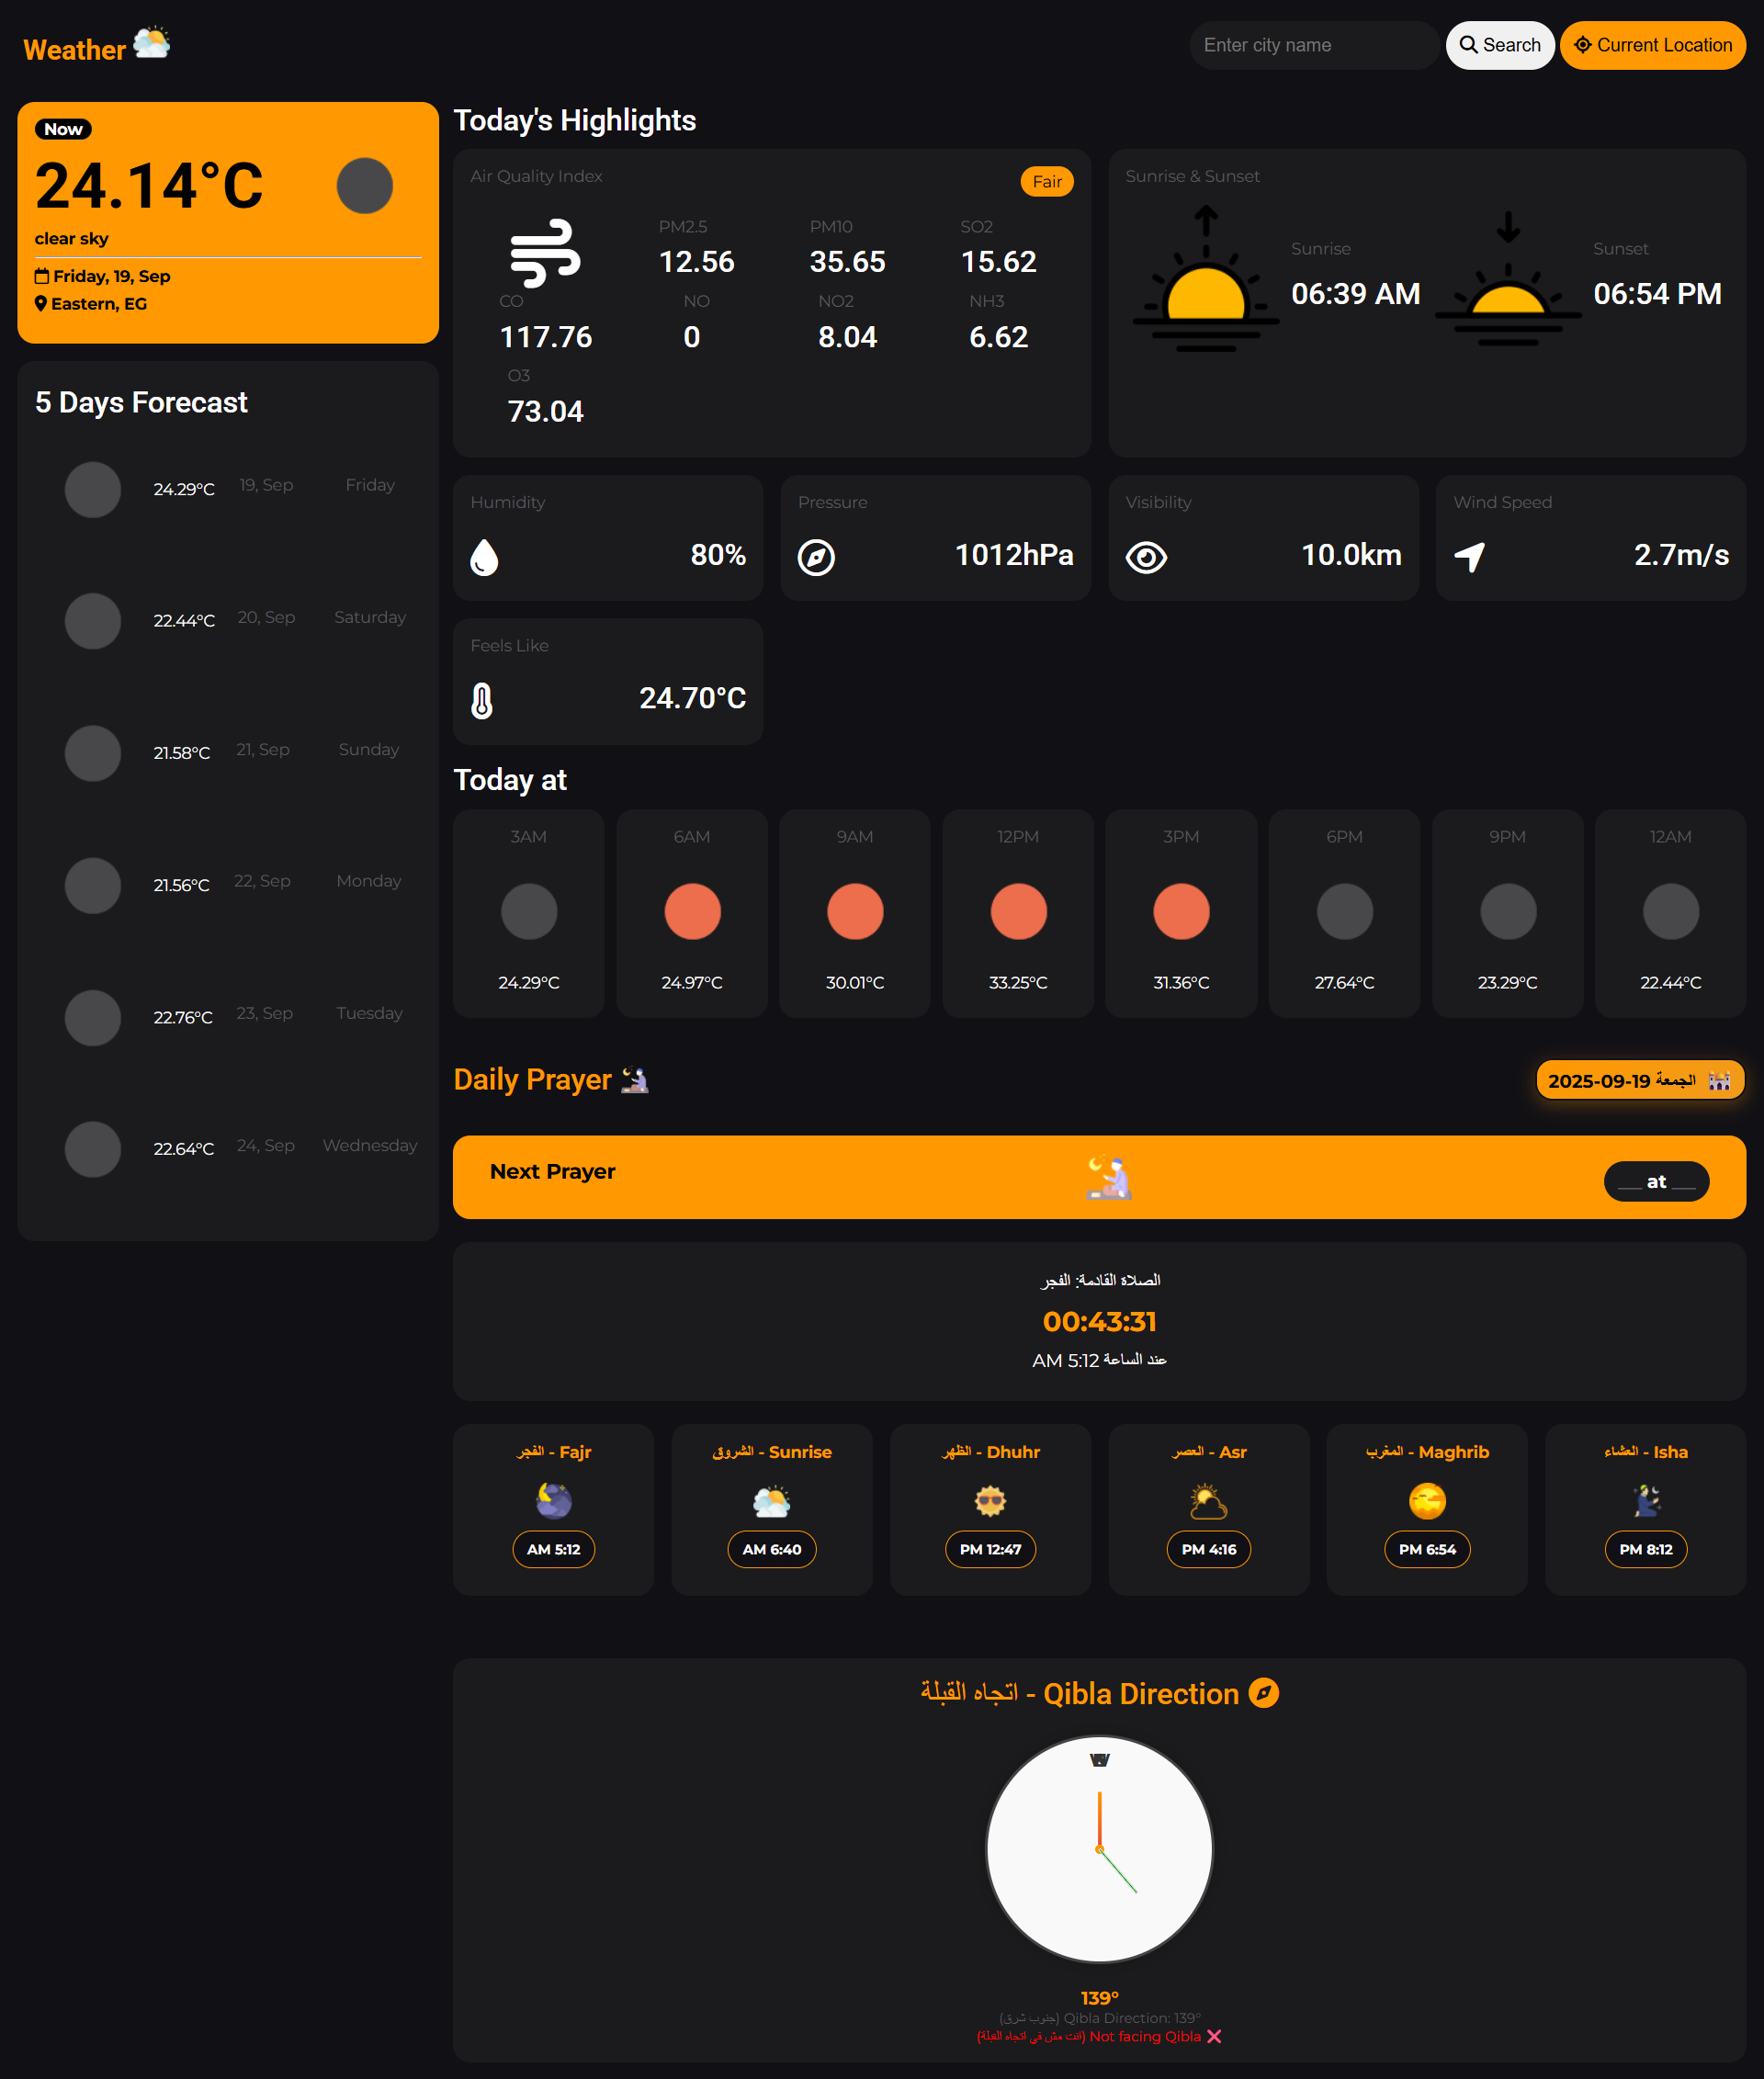 Weather
Enter city name
Search
Current Location
Now
24.14°C
clear sky
Friday, 19, Sep
Eastern, EG
5 Days Forecast
24.29°C 19, Sep Friday
22.44°C 20, Sep Saturday
21.58°C 21, Sep Sunday
21.56°C 22, Sep Monday
22.76°C 23, Sep Tuesday
22.64°C 24, Sep Wednesday
Today's Highlights
Air Quality Index
Fair
PM2.5 PM10 SO2
12.56 35.65 15.62
CO NO NO2 NH3
117.76 0 8.04 6.62
O3
73.04
Sunrise & Sunset
Sunrise
06:39 AM
Sunset
06:54 PM
Humidity
80%
Pressure
1012hPa
Visibility
10.0km
Wind Speed
2.7m/s
Feels Like
24.70°C
Today at
3AM 6AM 9AM 12PM 3PM 6PM 9PM 12AM
24.29°C 24.97°C 30.01°C 33.25°C 31.36°C 27.64°C 23.29°C 22.44°C
Daily Prayer
الجمعة 19-09-2025
Next Prayer
__ at __
الصلاة القادمة: الفجر
00:43:31
عند الساعة 5:12 AM
الفجر - Fajr
AM 5:12
الشروق - Sunrise
AM 6:40
الظهر - Dhuhr
PM 12:47
العصر - Asr
PM 4:16
المغرب - Maghrib
PM 6:54
العشاء - Isha
PM 8:12
اتجاه القبلة - Qibla Direction
139°
(جنوب شرق) Qibla Direction: 139°
(انت مش في اتجاه القبلة) Not facing Qibla ❌